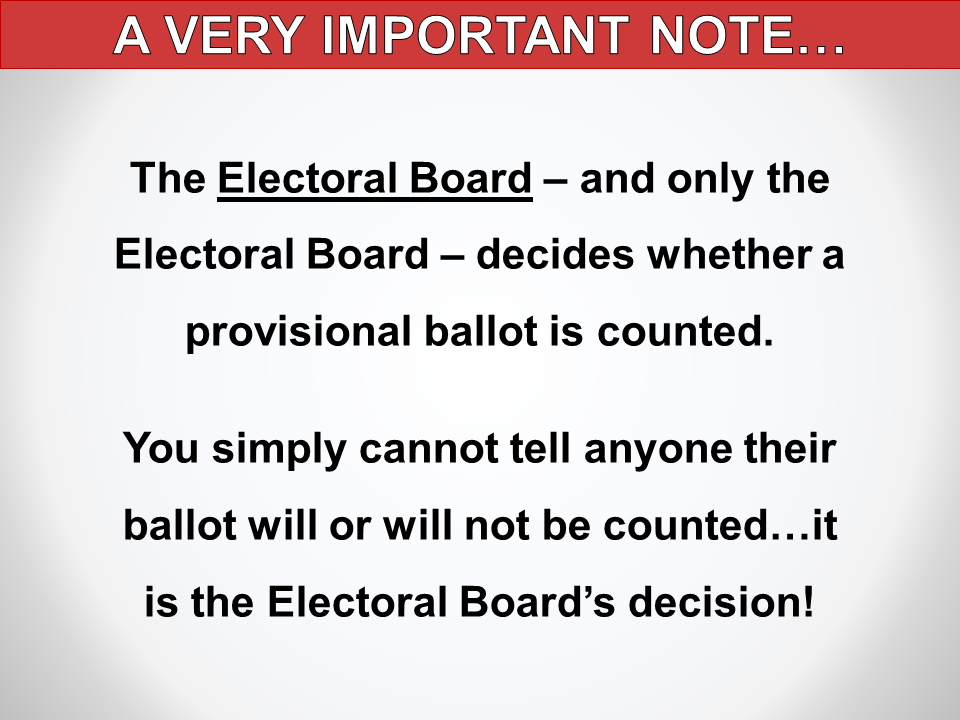 A VERY IMPORTANT NOTE…
The Electoral Board – and only the
Electoral Board – decides whether a
provisional ballot is counted.
You simply cannot tell anyone their
ballot will or will not be counted…it
is the Electoral Board’s decision!